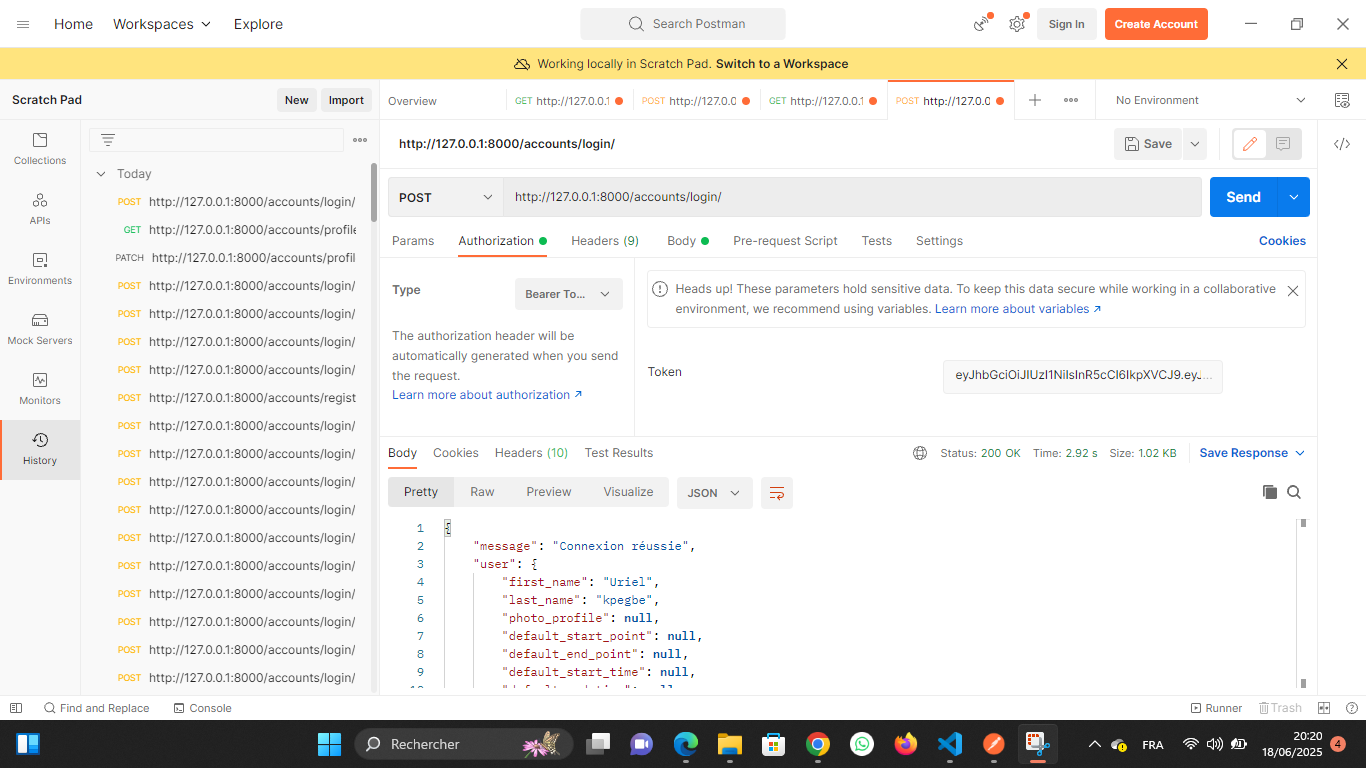 Home Workspaces Explore Search Postman Sign In Create Account
Working locally in Scratch Pad. Switch to a Workspace
Scratch Pad New Import
Overview GET http://127.0.0.1 POST http://127.0.0 GET http://127.0.0.1 POST http://127.0.0 No Environment
Collections
APIs
Environments
Mock Servers
Monitors
History
Today
POST http://127.0.0.1:8000/accounts/login/
GET http://127.0.0.1:8000/accounts/profile
PATCH http://127.0.0.1:8000/accounts/profil
POST http://127.0.0.1:8000/accounts/login/
POST http://127.0.0.1:8000/accounts/login/
POST http://127.0.0.1:8000/accounts/login/
POST http://127.0.0.1:8000/accounts/login/
POST http://127.0.0.1:8000/accounts/regist
POST http://127.0.0.1:8000/accounts/login/
POST http://127.0.0.1:8000/accounts/login/
POST http://127.0.0.1:8000/accounts/login/
POST http://127.0.0.1:8000/accounts/login/
POST http://127.0.0.1:8000/accounts/login/
POST http://127.0.0.1:8000/accounts/login/
POST http://127.0.0.1:8000/accounts/login/
POST http://127.0.0.1:8000/accounts/login/
POST http://127.0.0.1:8000/accounts/login/
POST http://127.0.0.1:8000/accounts/login/
http://127.0.0.1:8000/accounts/login/ Save
POST http://127.0.0.1:8000/accounts/login/ Send
Params Authorization Headers (9) Body Pre-request Script Tests Settings Cookies
Type Bearer To...
The authorization header will be
automatically generated when you send
the request.
Learn more about authorization ↗
Heads up! These parameters hold sensitive data. To keep this data secure while working in a collaborative
environment, we recommend using variables. Learn more about variables ↗
Token eyJhbGciOiJIUzI1NiIsInR5cCI6IkpXVCJ9.eyJ...
Body Cookies Headers (10) Test Results Status: 200 OK Time: 2.92 s Size: 1.02 KB Save Response
Pretty Raw Preview Visualize JSON
1 {
2 "message": "Connexion réussie",
3 "user": {
4 "first_name": "Uriel",
5 "last_name": "kpegbe",
6 "photo_profile": null,
7 "default_start_point": null,
8 "default_end_point": null,
9 "default_start_time": null,
Find and Replace Console Runner Trash
Rechercher FRA 20:20
18/06/2025 4